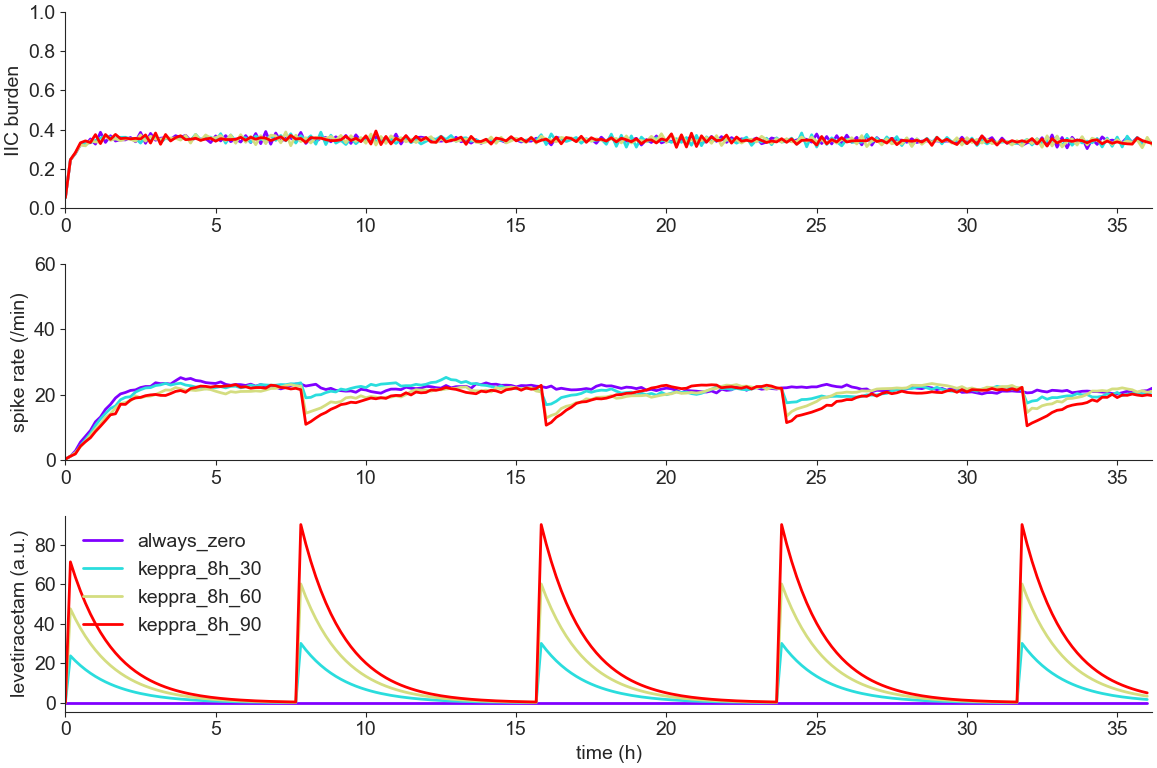 1.0
0.8
0.6
0.4
0.2
0.0
IIC burden
0 5 10 15 20 25 30 35
60
40
20
0
spike rate (/min)
0 5 10 15 20 25 30 35
80
60
40
20
0
levetiracetam (a.u.)
always_zero
keppra_8h_30
keppra_8h_60
keppra_8h_90
0 5 10 15 20 25 30 35
time (h)